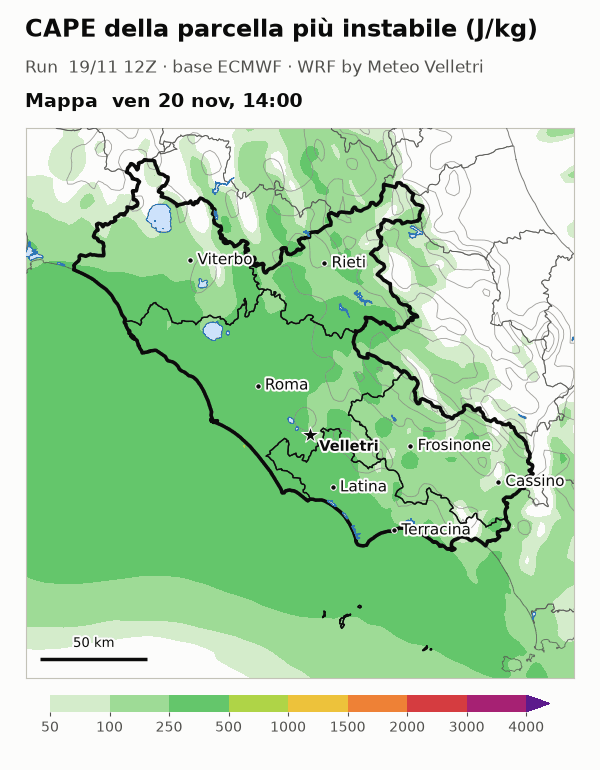 CAPE della parcella più instabile (J/kg)
Run  19/11 12Z · base ECMWF · WRF by Meteo Velletri
Mappa  ven 20 nov, 14:00
Viterbo
Rieti
Roma
Velletri
Frosinone
Cassino
Latina
Terracina
50 km
50 100 250 500 1000 1500 2000 3000 4000